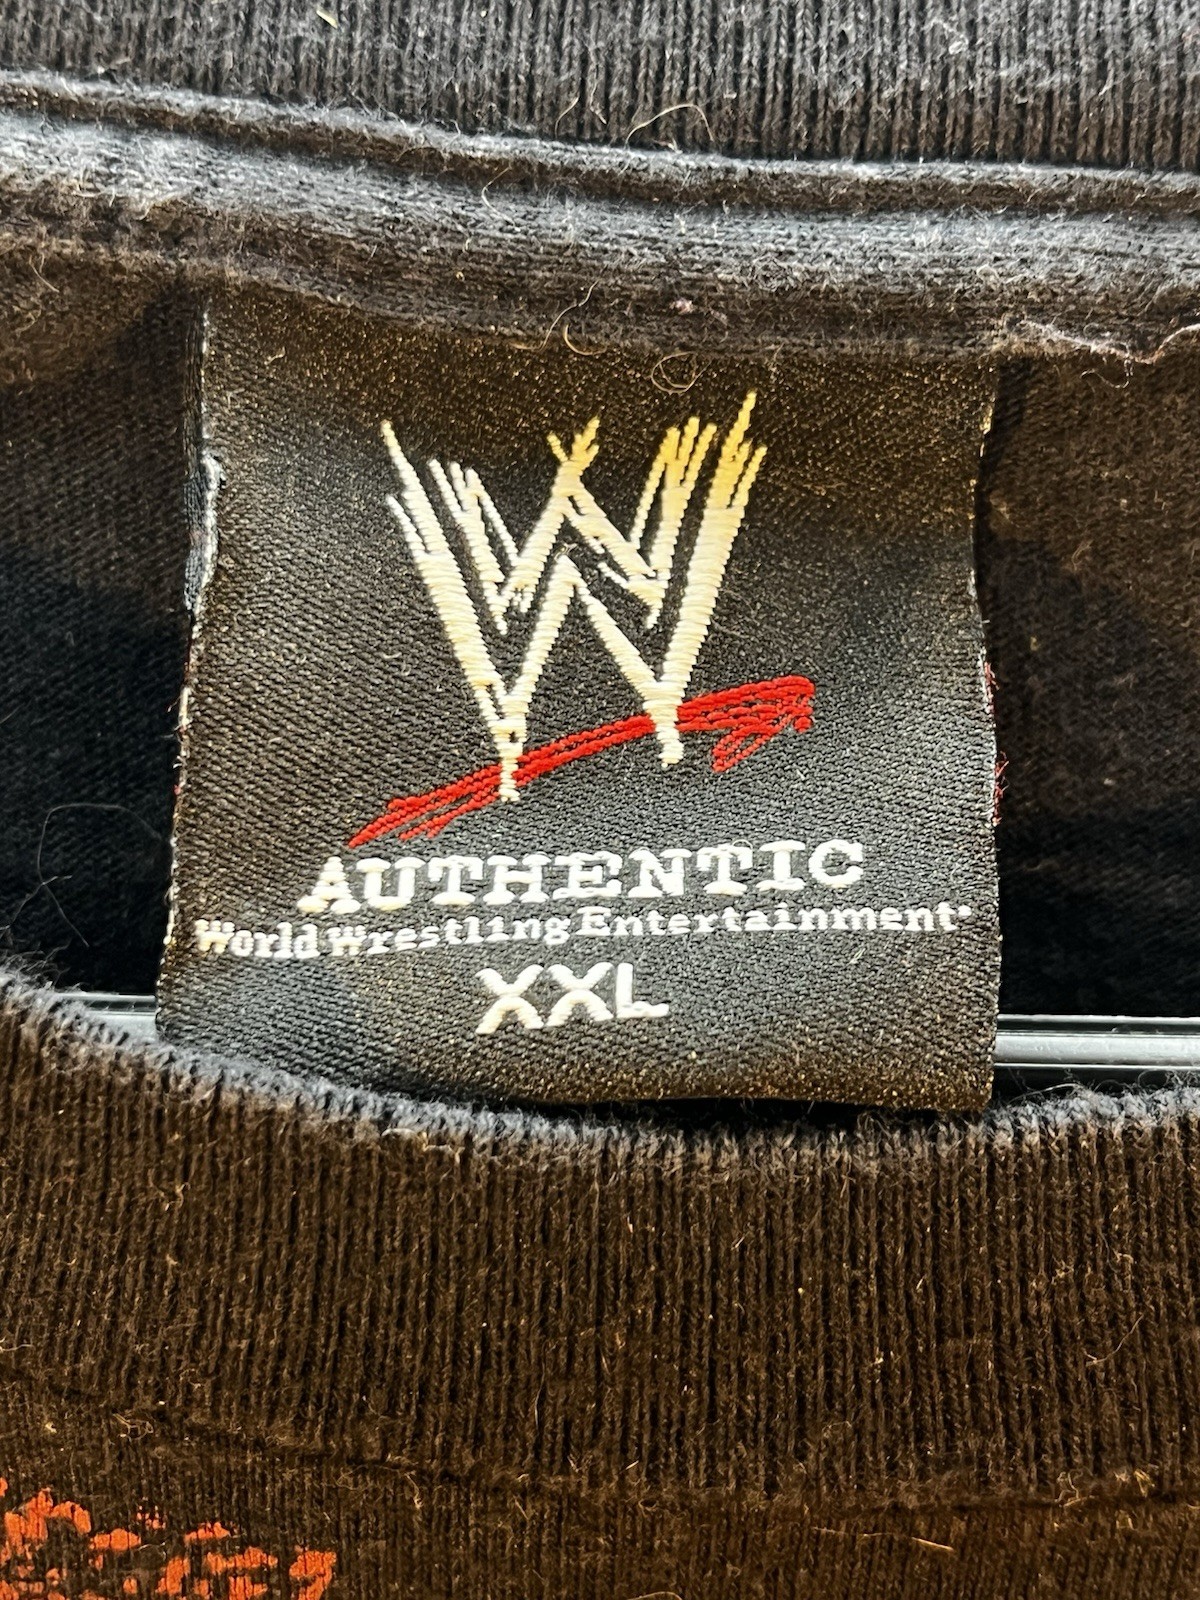 W
AUTHENTIC
World Wrestling Entertainment
XXL